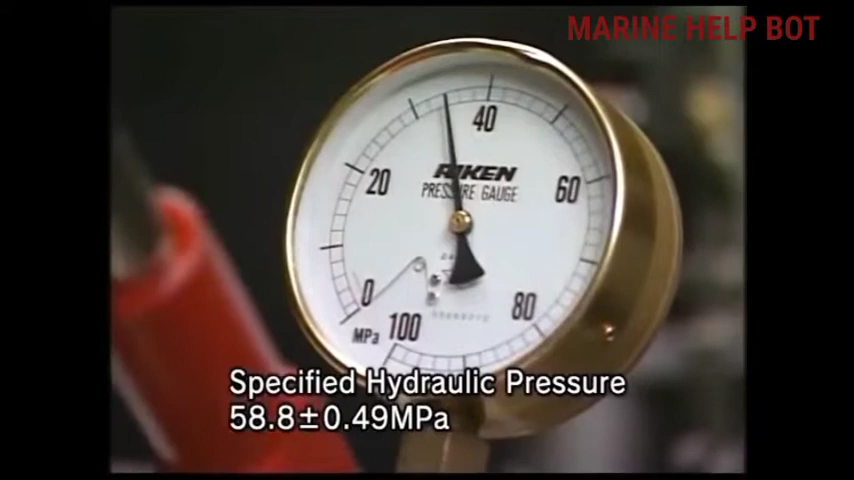 MARINE HELP BOT
40
20
RIKEN
PRESSURE GAUGE
60
0
80
100
MPa
Specified Hydraulic Pressure
58.8±0.49MPa